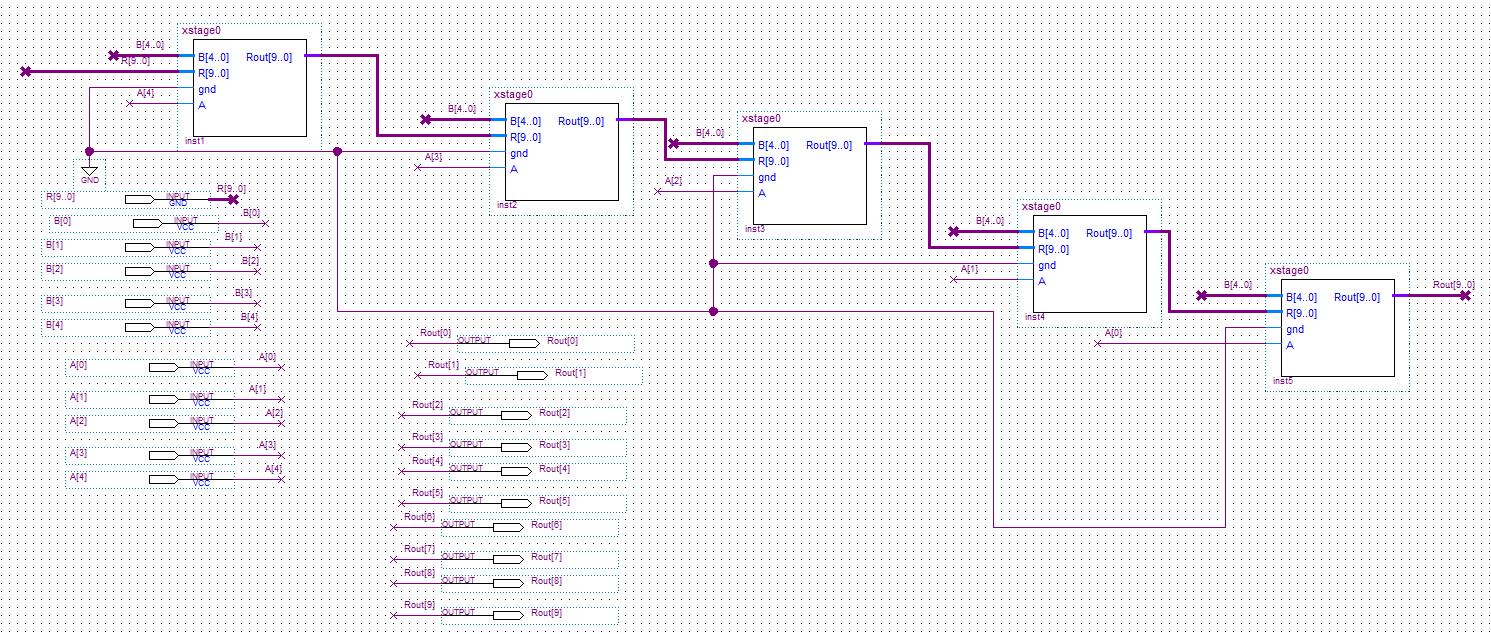 xstage0
B[4..0]
R[9..0]
B[4..0] Rout[9..0]
R[9..0]
gnd
A[4]
A
inst1
GND
xstage0
B[4..0]
B[4..0] Rout[9..0]
R[9..0]
gnd
A[3]
A
inst2
xstage0
B[4..0]
B[4..0] Rout[9..0]
R[9..0]
gnd
A[2]
A
inst3
xstage0
B[4..0]
B[4..0] Rout[9..0]
R[9..0]
gnd
A[1]
A
inst4
xstage0
B[4..0]
B[4..0] Rout[9..0]
Rout[9..0]
R[9..0]
gnd
A[0]
A
inst5
R[9..0] INPUT R[9..0]
GND
B[0] INPUT B[0]
VCC
B[1] INPUT B[1]
VCC
B[2] INPUT B[2]
VCC
B[3] INPUT B[3]
VCC
B[4] INPUT B[4]
VCC
A[0] INPUT A[0]
VCC
A[1] INPUT A[1]
VCC
A[2] INPUT A[2]
VCC
A[3] INPUT A[3]
VCC
A[4] INPUT A[4]
VCC
Rout[0] OUTPUT Rout[0]
Rout[1] OUTPUT Rout[1]
Rout[2] OUTPUT Rout[2]
Rout[3] OUTPUT Rout[3]
Rout[4] OUTPUT Rout[4]
Rout[5] OUTPUT Rout[5]
Rout[6] OUTPUT Rout[6]
Rout[7] OUTPUT Rout[7]
Rout[8] OUTPUT Rout[8]
Rout[9] OUTPUT Rout[9]